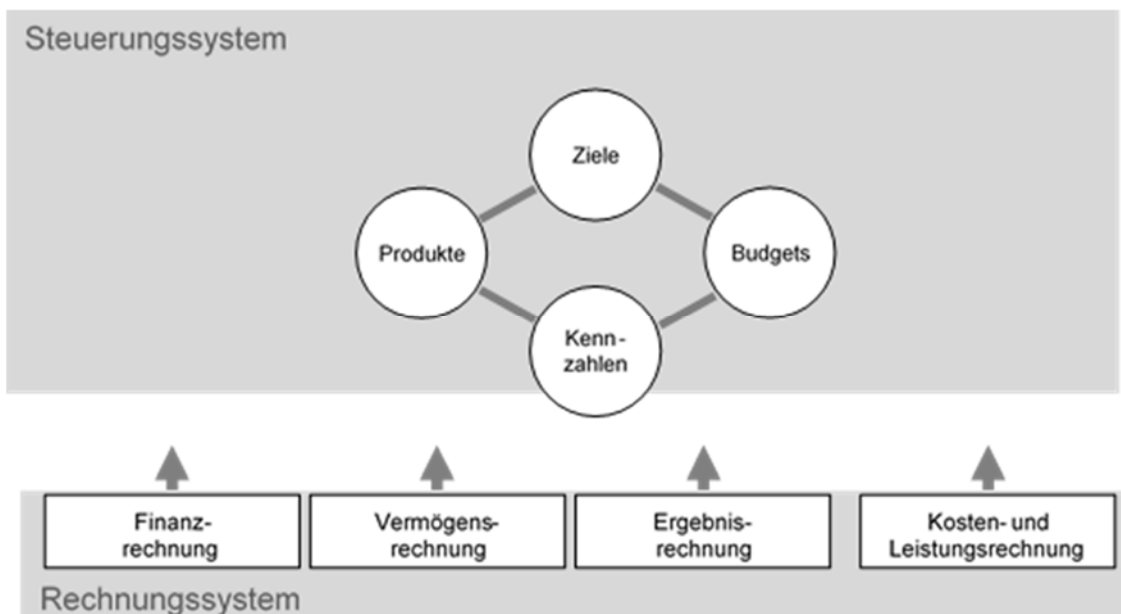 Steuerungssystem
Ziele
Produkte
Budgets
Kenn-
zahlen
Finanz-
rechnung
Vermögens-
rechnung
Ergebnis-
rechnung
Kosten- und
Leistungsrechnung
Rechnungssystem